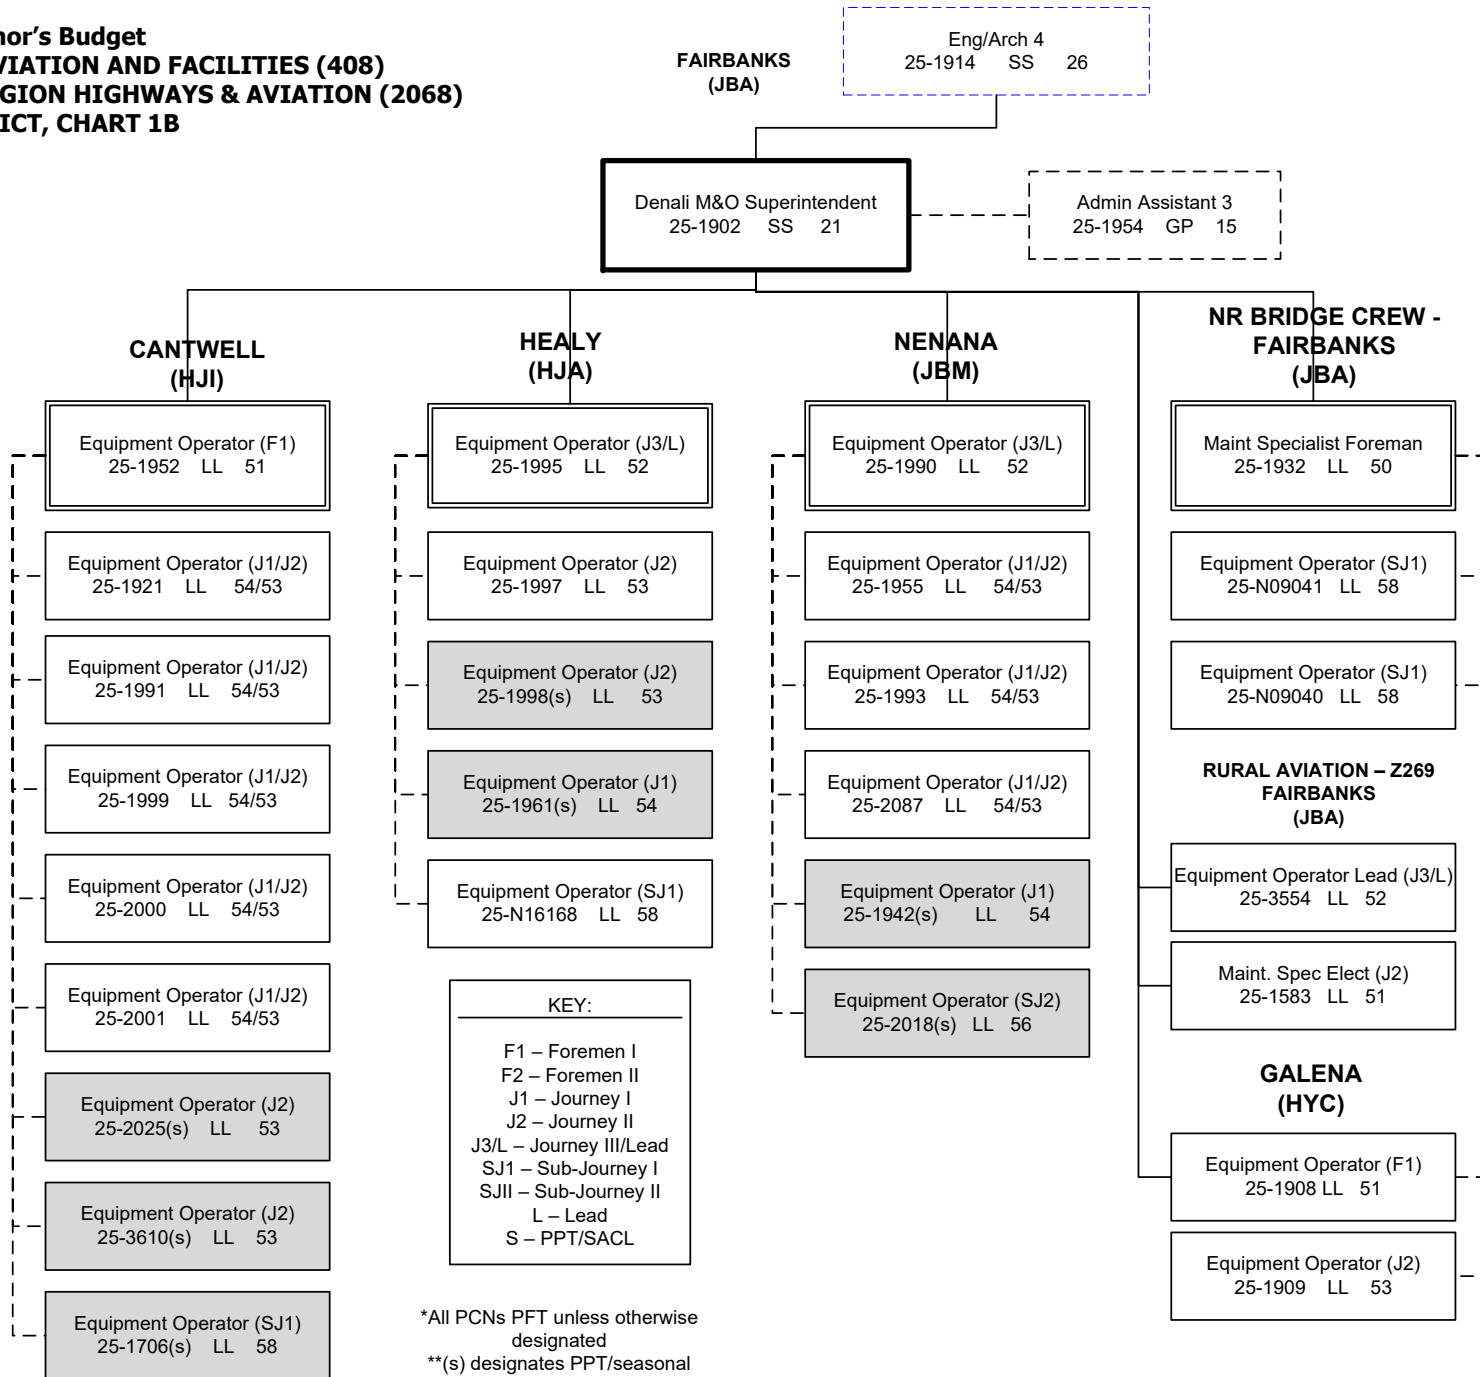 nor's Budget
VIATION AND FACILITIES (408)
GION HIGHWAYS & AVIATION (2068)
ICT, CHART 1B
FAIRBANKS
(JBA)
Eng/Arch 4
25-1914 SS 26
Denali M&O Superintendent
25-1902 SS 21
Admin Assistant 3
25-1954 GP 15
CANTWELL
(HJI)
Equipment Operator (F1)
25-1952 LL 51
Equipment Operator (J1/J2)
25-1921 LL 54/53
Equipment Operator (J1/J2)
25-1991 LL 54/53
Equipment Operator (J1/J2)
25-1999 LL 54/53
Equipment Operator (J1/J2)
25-2000 LL 54/53
Equipment Operator (J1/J2)
25-2001 LL 54/53
Equipment Operator (J2)
25-2025(s) LL 53
Equipment Operator (J2)
25-3610(s) LL 53
Equipment Operator (SJ1)
25-1706(s) LL 58
HEALY
(HJA)
Equipment Operator (J3/L)
25-1995 LL 52
Equipment Operator (J2)
25-1997 LL 53
Equipment Operator (J2)
25-1998(s) LL 53
Equipment Operator (J1)
25-1961(s) LL 54
Equipment Operator (SJ1)
25-N16168 LL 58
KEY:
F1 – Foremen I
F2 – Foremen II
J1 – Journey I
J2 – Journey II
J3/L – Journey III/Lead
SJ1 – Sub-Journey I
SJII – Sub-Journey II
L – Lead
S – PPT/SACL
*All PCNs PFT unless otherwise
designated
**(s) designates PPT/seasonal
NENANA
(JBM)
Equipment Operator (J3/L)
25-1990 LL 52
Equipment Operator (J1/J2)
25-1955 LL 54/53
Equipment Operator (J1/J2)
25-1993 LL 54/53
Equipment Operator (J1/J2)
25-2087 LL 54/53
Equipment Operator (J1)
25-1942(s) LL 54
Equipment Operator (SJ2)
25-2018(s) LL 56
NR BRIDGE CREW -
FAIRBANKS
(JBA)
Maint Specialist Foreman
25-1932 LL 50
Equipment Operator (SJ1)
25-N09041 LL 58
Equipment Operator (SJ1)
25-N09040 LL 58
RURAL AVIATION – Z269
FAIRBANKS
(JBA)
Equipment Operator Lead (J3/L)
25-3554 LL 52
Maint. Spec Elect (J2)
25-1583 LL 51
GALENA
(HYC)
Equipment Operator (F1)
25-1908 LL 51
Equipment Operator (J2)
25-1909 LL 53